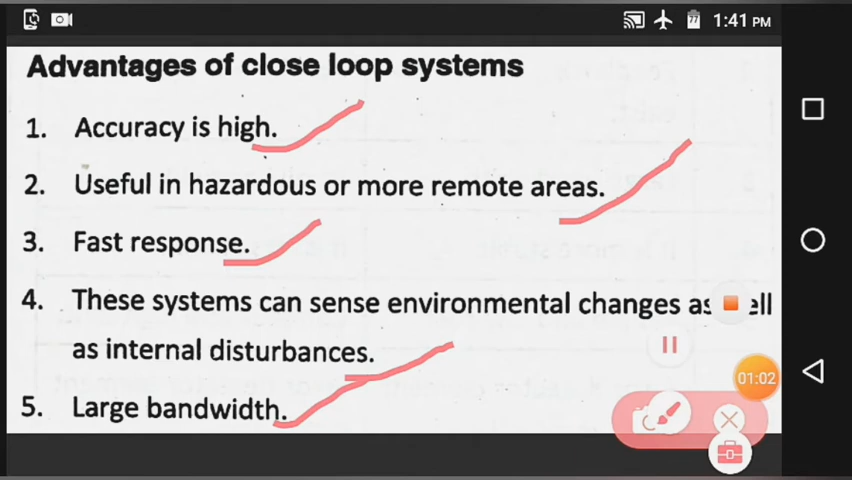 77 1:41 PM
Advantages of close loop systems
1. Accuracy is high.
2. Useful in hazardous or more remote areas.
3. Fast response.
4. These systems can sense environmental changes as
as internal disturbances.
01:02
5. Large bandwidth.